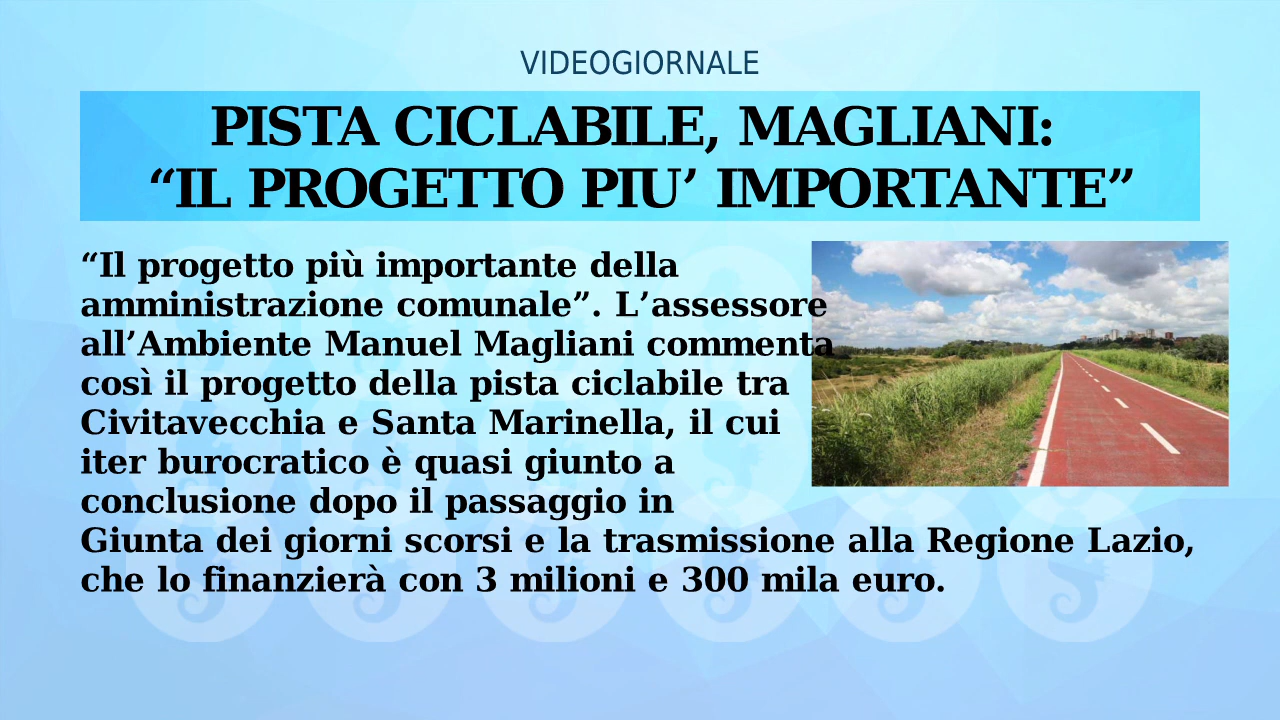 VIDEOGIORNALE
PISTA CICLABILE, MAGLIANI:
“IL PROGETTO PIU’ IMPORTANTE”
“Il progetto più importante della
amministrazione comunale”. L’assessore
all’Ambiente Manuel Magliani commenta
così il progetto della pista ciclabile tra
Civitavecchia e Santa Marinella, il cui
iter burocratico è quasi giunto a
conclusione dopo il passaggio in
Giunta dei giorni scorsi e la trasmissione alla Regione Lazio,
che lo finanzierà con 3 milioni e 300 mila euro.